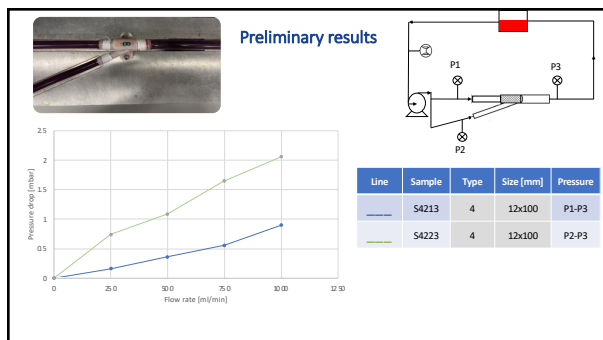 Preliminary results
P1
P3
P2
2.5
2
1.5
1
0.5
0
0
250
500
750
1000
1250
Pressure drop [mbar]
Flow rate [ml/min]
Line Sample Type Size [mm] Pressure
S4213 4 12x100 P1-P3
S4223 4 12x100 P2-P3